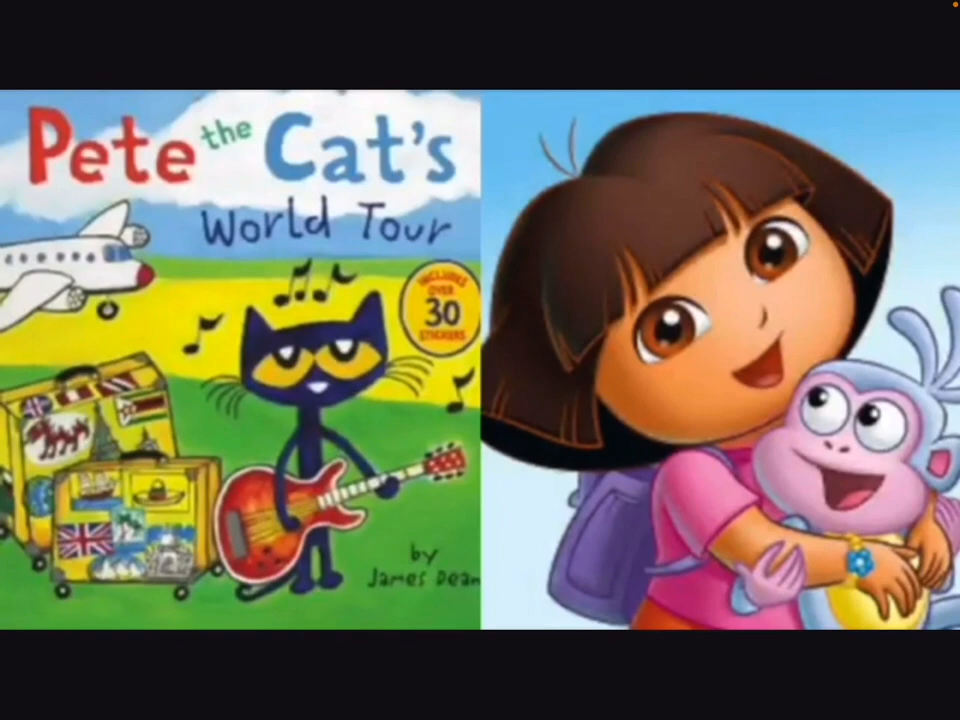 Pete the Cat's
World Tour
INCLUDES
OVER
30
STICKERS
by
James Dean